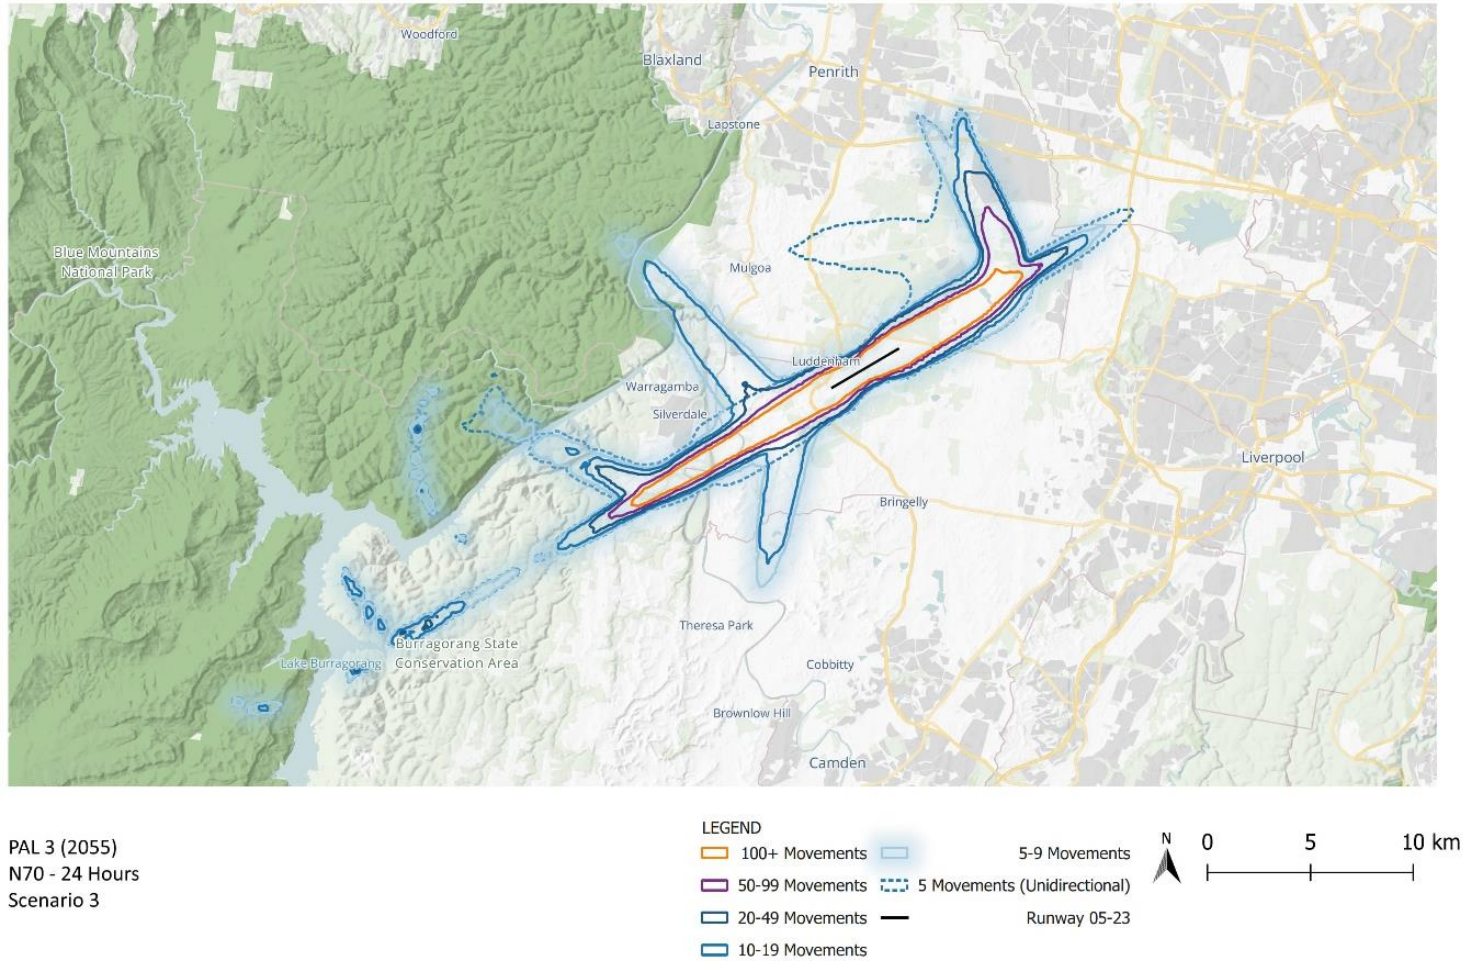 Woodford
Blaxland
Penrith
Lapstone
Blue Mountains
National Park
Mulgoa
Luddenham
Warragamba
Silverdale
Liverpool
Bringelly
Theresa Park
Burragorang State
Conservation Area
Lake Burragorang
Cobbitty
Brownlow Hill
Camden
PAL 3 (2055)
N70 - 24 Hours
Scenario 3
LEGEND
100+ Movements
5-9 Movements
50-99 Movements
5 Movements (Unidirectional)
20-49 Movements
Runway 05-23
10-19 Movements
N
0 5 10 km